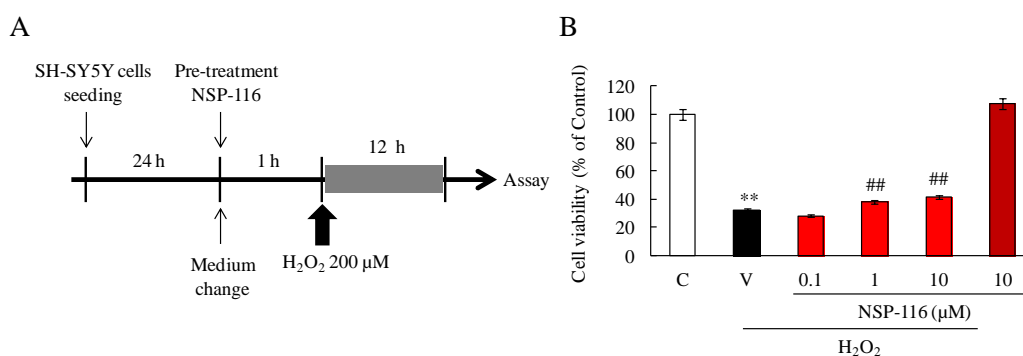 A
SH-SY5Y cells
seeding
Pre-treatment
NSP-116
24 h
1 h
12 h
Assay
Medium
change
H₂O₂ 200 μM
B
Cell viability (% of Control)
120
100
80
60
40
20
0
**
##
##
C
V
0.1
1
10
10
NSP-116 (μM)
H₂O₂